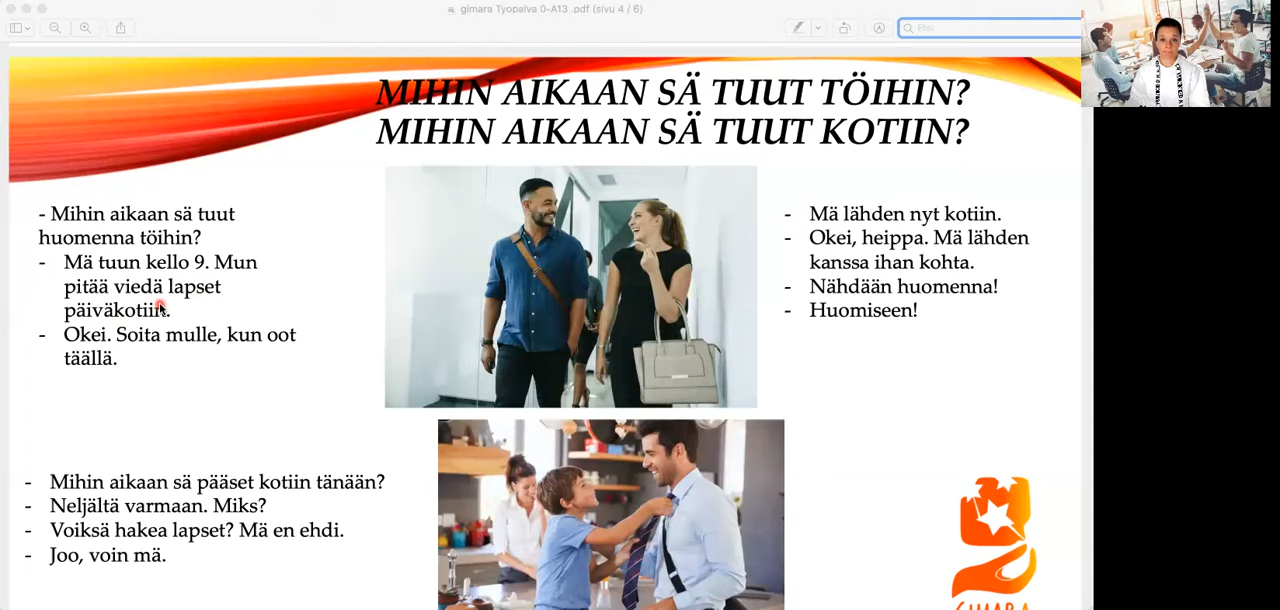 gimara Tyopaiva 0-A13 .pdf (sivu 4 / 6)
Etsi
MIHIN AIKAAN SÄ TUUT TÖIHIN?
MIHIN AIKAAN SÄ TUUT KOTIIN?
- Mihin aikaan sä tuut
huomenna töihin?
- Mä tuun kello 9. Mun
pitää viedä lapset
päiväkotiin.
- Okei. Soita mulle, kun oot
täällä.
- Mä lähden nyt kotiin.
- Okei, heippa. Mä lähden
kanssa ihan kohta.
- Nähdään huomenna!
- Huomiseen!
- Mihin aikaan sä pääset kotiin tänään?
- Neljältä varmaan. Miks?
- Voiksä hakea lapset? Mä en ehdi.
- Joo, voin mä.
GIMARA